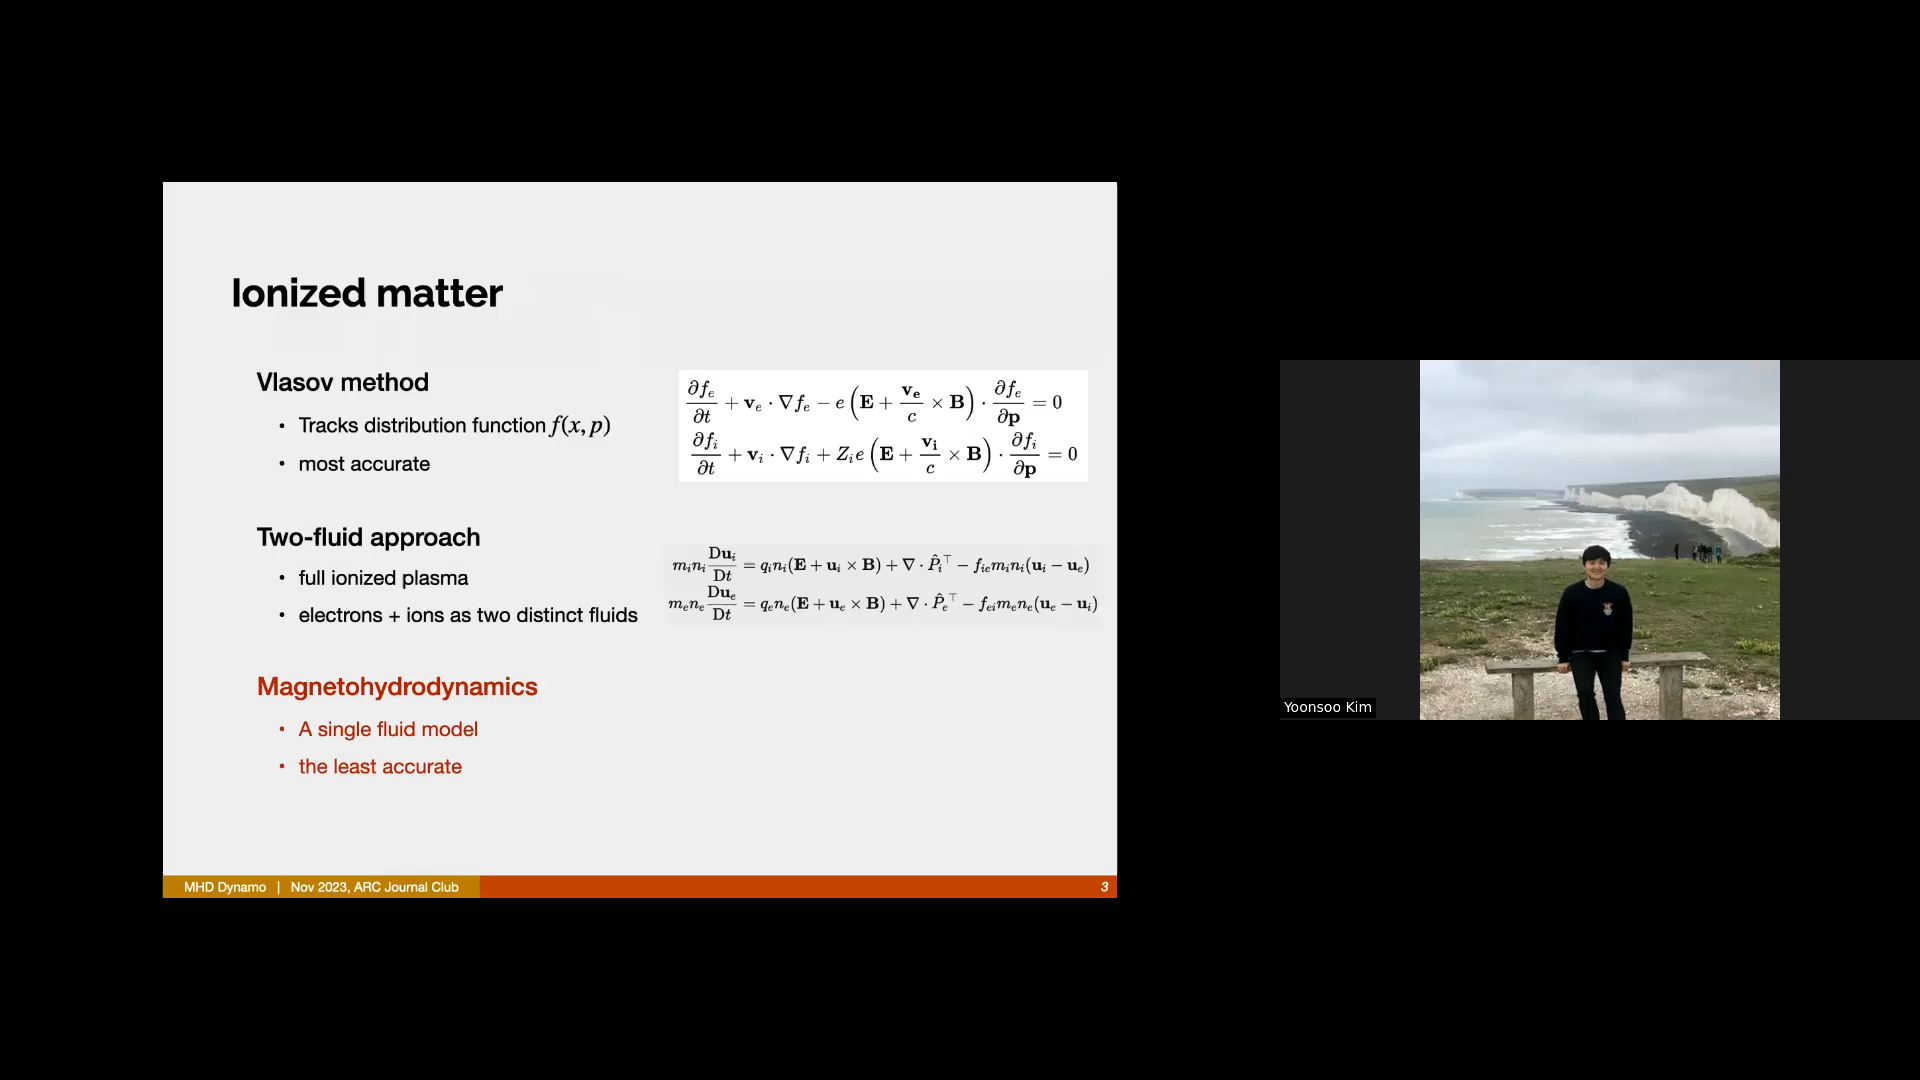 Ionized matter
Vlasov method
• Tracks distribution function f(x, p)
• most accurate
∂f_e/∂t + v_e · ∇f_e − e (E + v_e/c × B) · ∂f_e/∂p = 0
∂f_i/∂t + v_i · ∇f_i + Z_i e (E + v_i/c × B) · ∂f_i/∂p = 0
Two-fluid approach
• full ionized plasma
• electrons + ions as two distinct fluids
m_i n_i Du_i/Dt = q_i n_i (E + u_i × B) + ∇ · P̂_i^⊤ − f_ie m_i n_i (u_i − u_e)
m_e n_e Du_e/Dt = q_e n_e (E + u_e × B) + ∇ · P̂_e^⊤ − f_ei m_e n_e (u_e − u_i)
Magnetohydrodynamics
• A single fluid model
• the least accurate
MHD Dynamo | Nov 2023, ARC Journal Club
3
Yoonsoo Kim